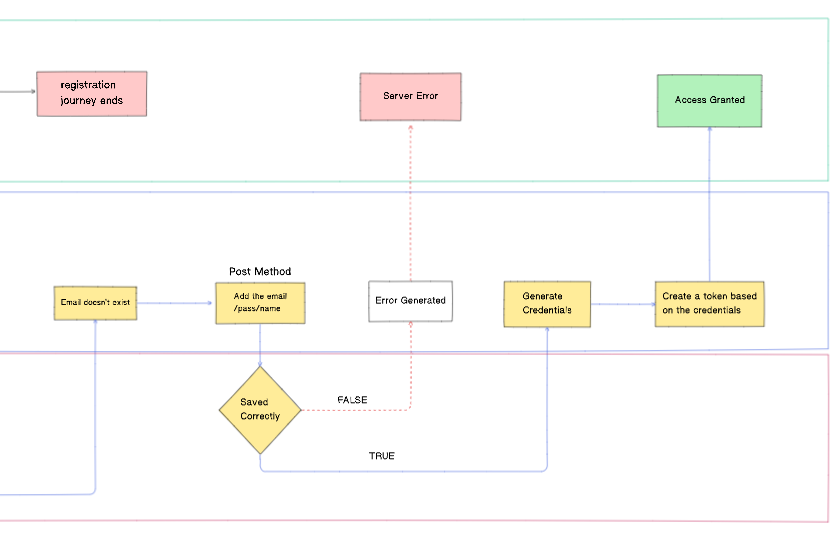 registration
journey ends
Server Error
Access Granted
Post Method
Email doesn't exist
Add the email
/pass/name
Error Generated
Generate
Credentials
Create a token based
on the credentials
Saved
Correctly
FALSE
TRUE